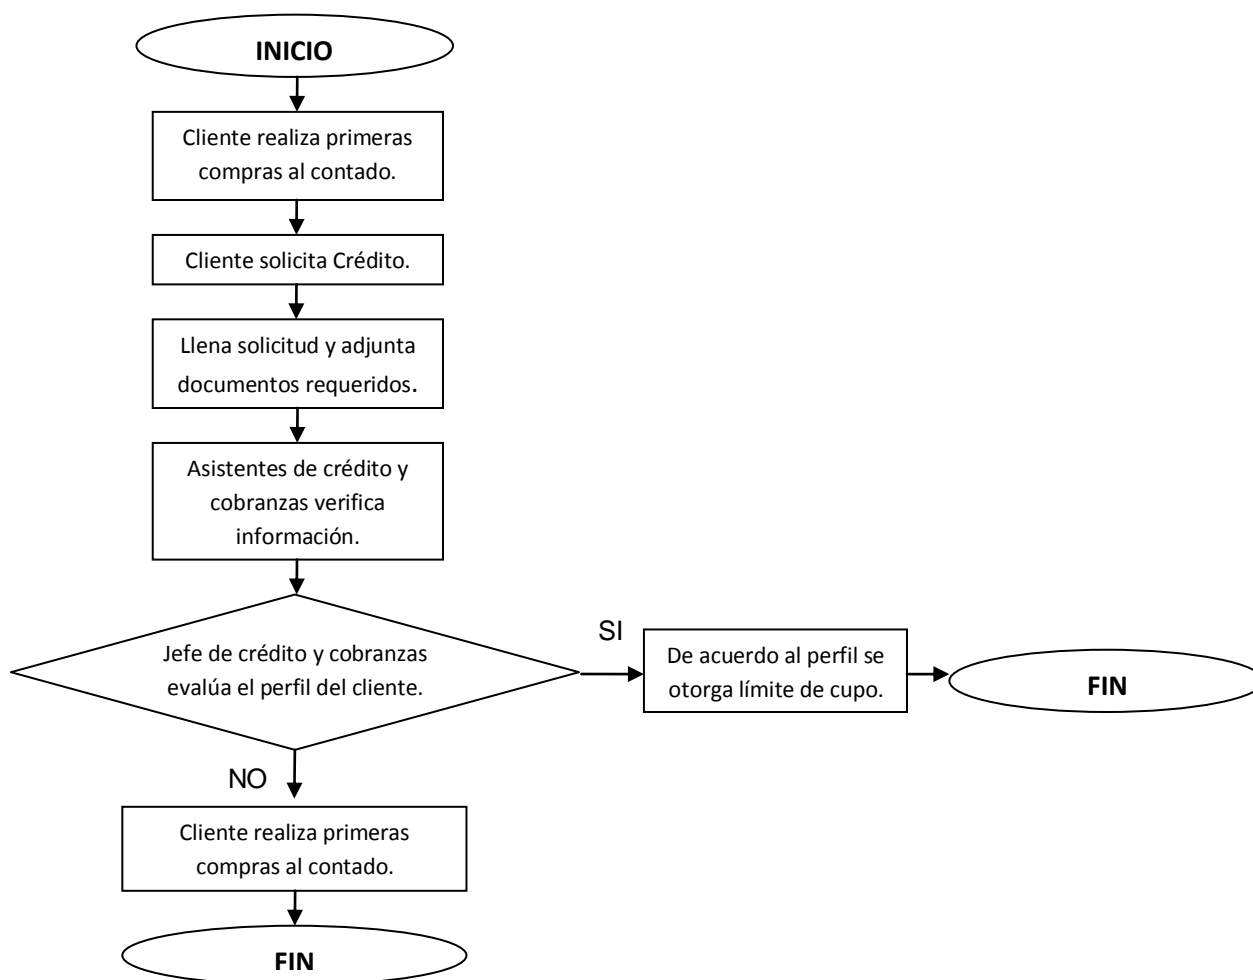 INICIO
Cliente realiza primeras
compras al contado.
Cliente solicita Crédito.
Llena solicitud y adjunta
documentos requeridos.
Asistentes de crédito y
cobranzas verifica
información.
Jefe de crédito y cobranzas
evalúa el perfil del cliente.
SI
De acuerdo al perfil se
otorga límite de cupo.
FIN
NO
Cliente realiza primeras
compras al contado.
FIN